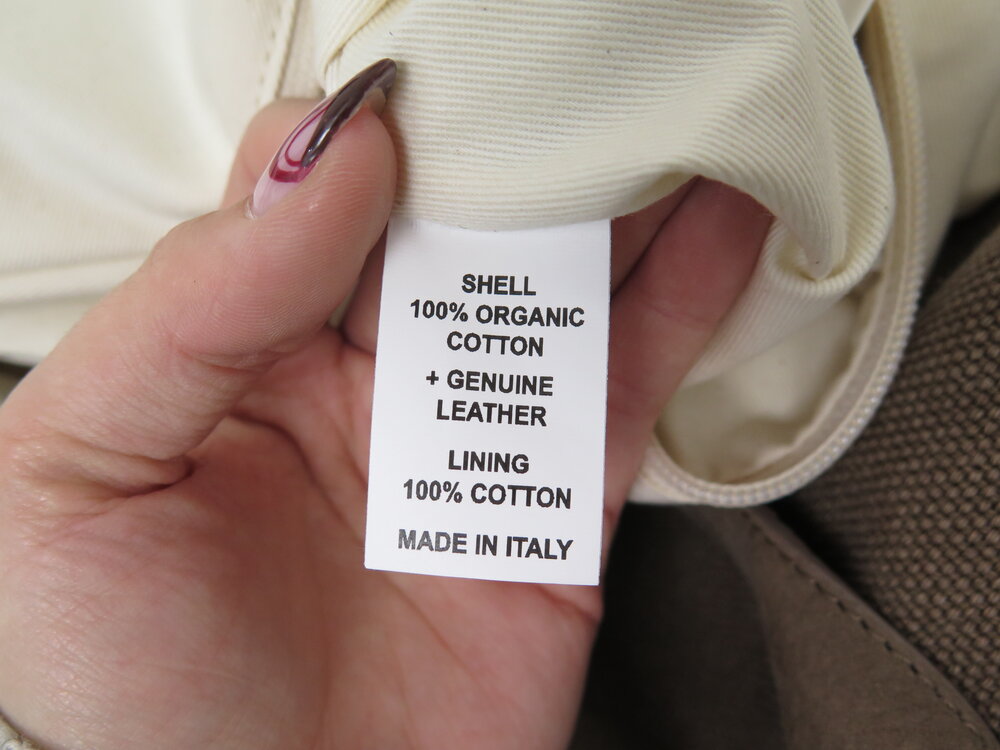 SHELL
100% ORGANIC
COTTON
+ GENUINE
LEATHER
LINING
100% COTTON
MADE IN ITALY